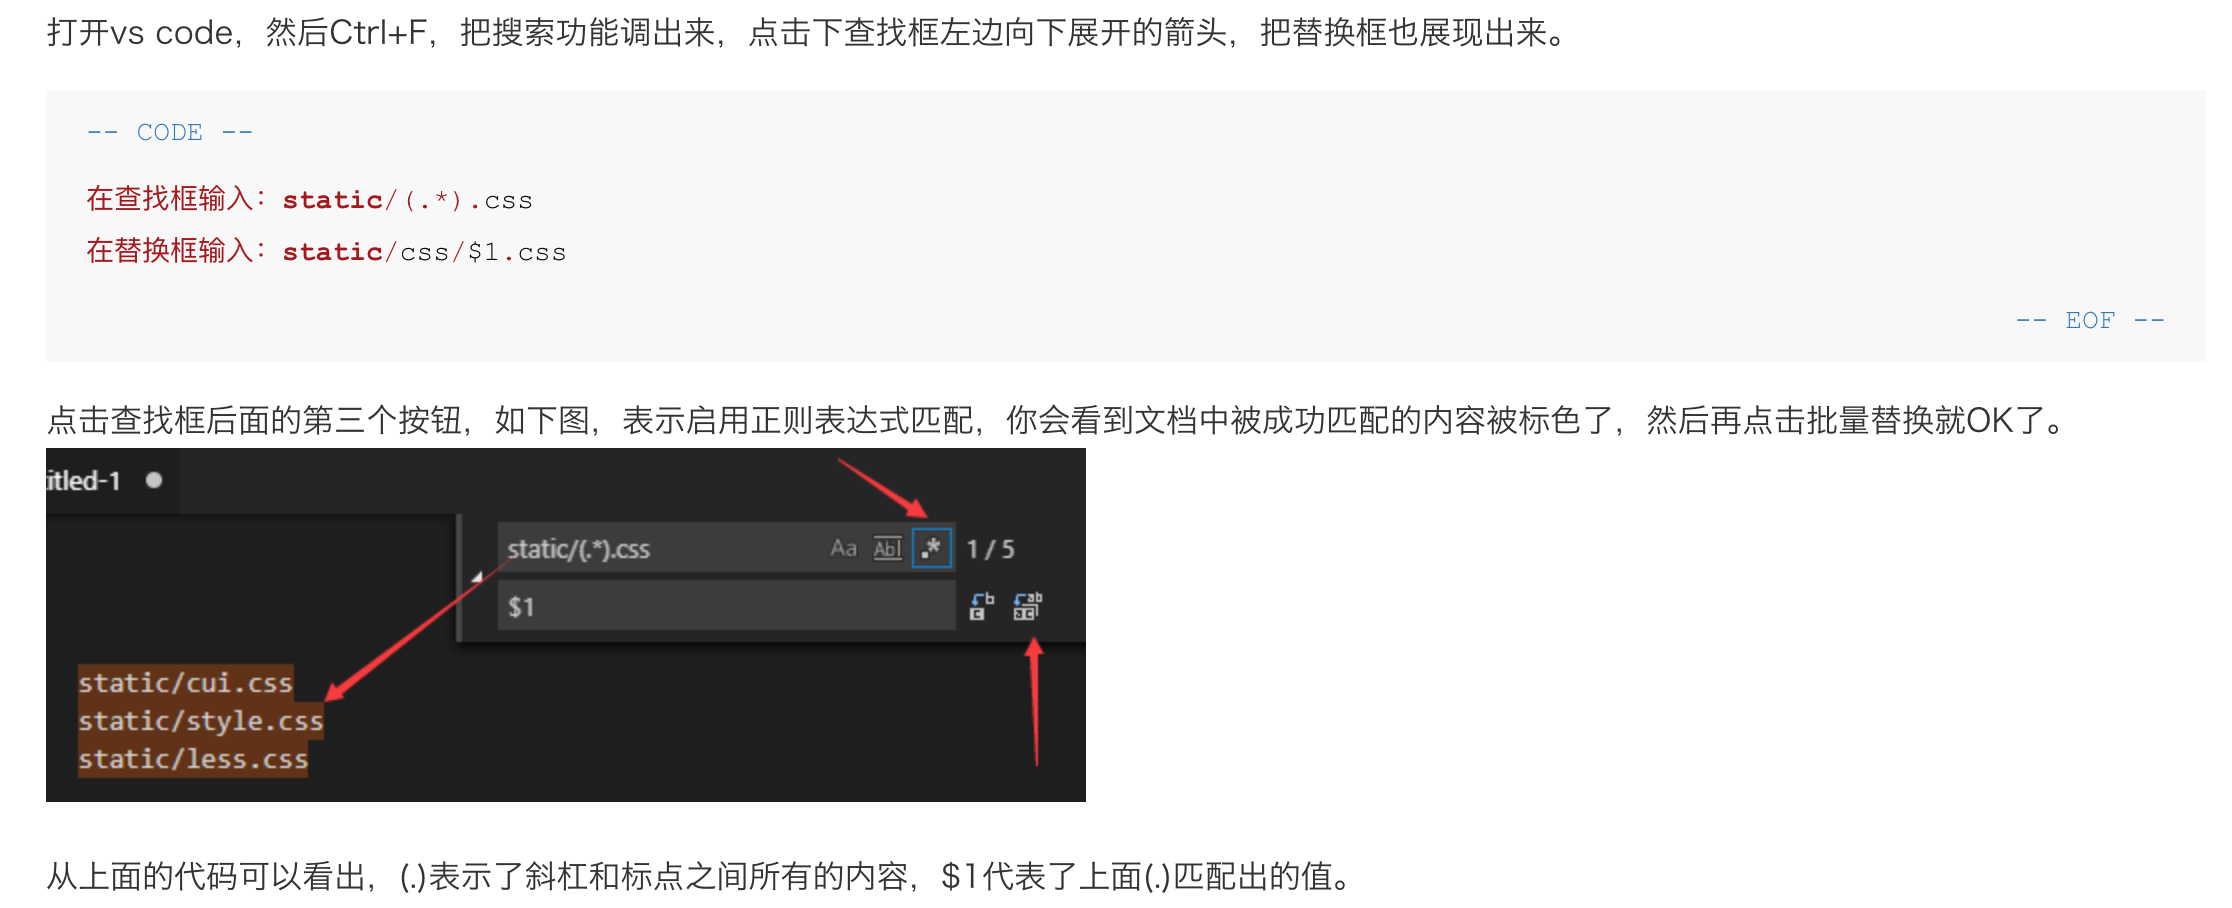 打开vs code，然后Ctrl+F，把搜索功能调出来，点击下查找框左边向下展开的箭头，把替换框也展现出来。
-- CODE --
在查找框输入：static/(.*).css
在替换框输入：static/css/$1.css
-- EOF --
点击查找框后面的第三个按钮，如下图，表示启用正则表达式匹配，你会看到文档中被成功匹配的内容被标色了，然后再点击批量替换就OK了。
itled-1
static/(.*).css Aa Abl .* 1 / 5
$1
static/cui.css
static/style.css
static/less.css
从上面的代码可以看出，(.)表示了斜杠和标点之间所有的内容，$1代表了上面(.)匹配出的值。